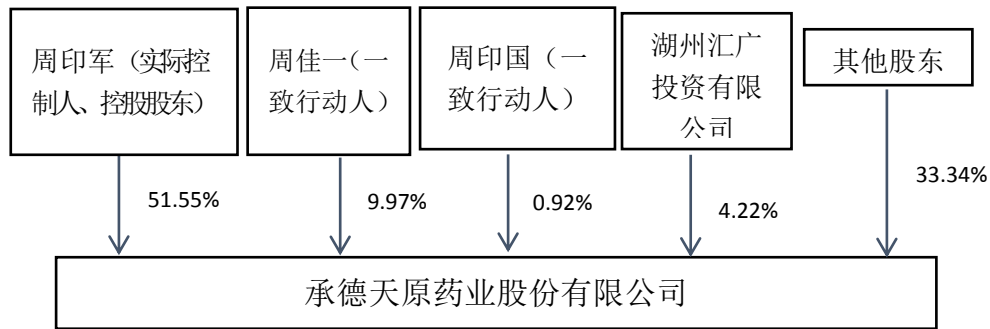 周印军（实际控
制人、控股股东）
周佳一（一
致行动人）
周印国（一
致行动人）
湖州汇广
投资有限
公司
其他股东
51.55%
9.97%
0.92%
4.22%
33.34%
承德天原药业股份有限公司